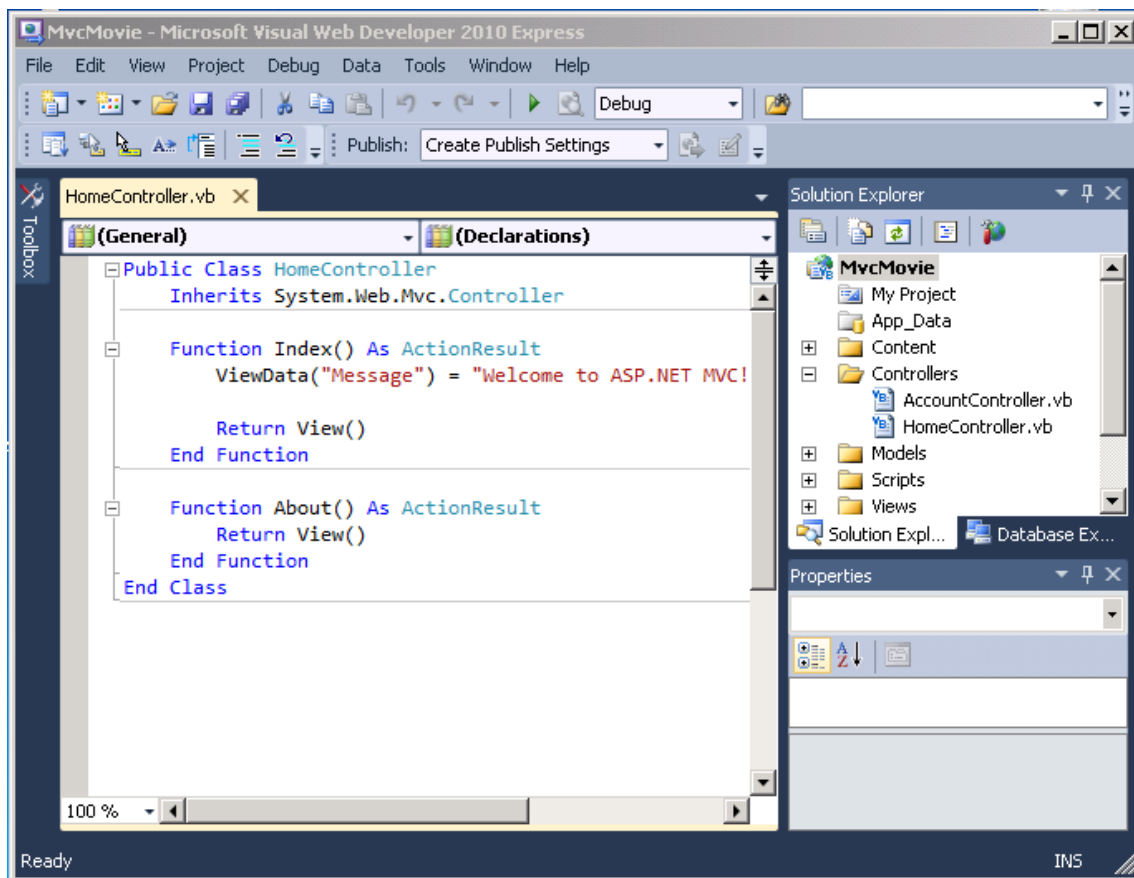 MvcMovie - Microsoft Visual Web Developer 2010 Express
File Edit View Project Debug Data Tools Window Help
Debug
Publish: Create Publish Settings
Toolbox
HomeController.vb
(General) (Declarations)
Public Class HomeController
Inherits System.Web.Mvc.Controller
Function Index() As ActionResult
ViewData("Message") = "Welcome to ASP.NET MVC!
Return View()
End Function
Function About() As ActionResult
Return View()
End Function
End Class
100 %
Solution Explorer
MvcMovie
My Project
App_Data
Content
Controllers
AccountController.vb
HomeController.vb
Models
Scripts
Views
Solution Expl... Database Ex...
Properties
Ready INS